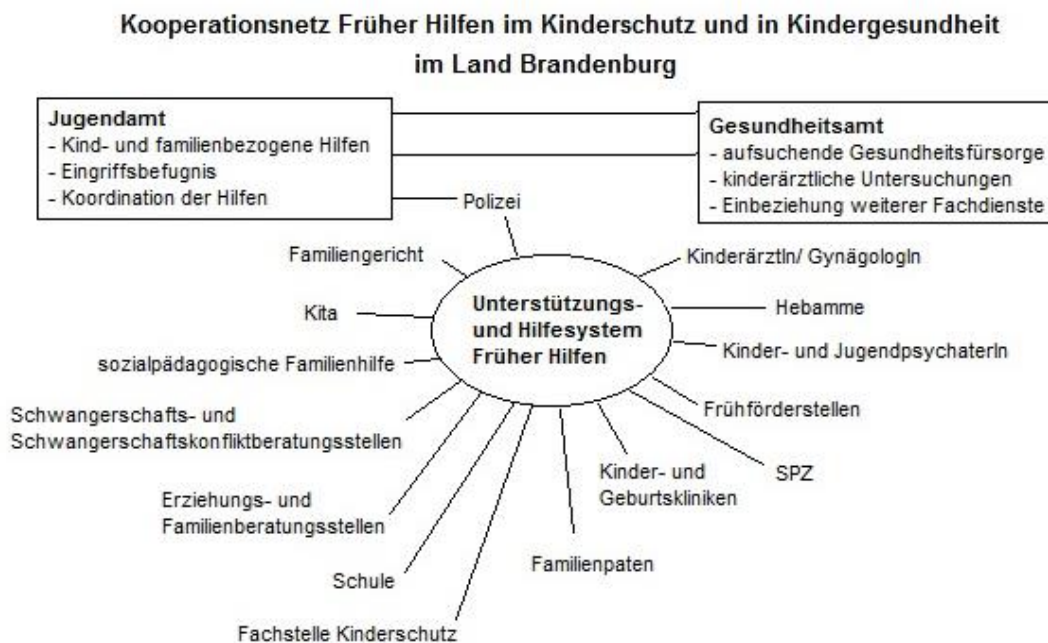 Kooperationsnetz Früher Hilfen im Kinderschutz und in Kindergesundheit
im Land Brandenburg
Jugendamt
- Kind- und familienbezogene Hilfen
- Eingriffsbefugnis
- Koordination der Hilfen
Gesundheitsamt
- aufsuchende Gesundheitsfürsorge
- kinderärztliche Untersuchungen
- Einbeziehung weiterer Fachdienste
Polizei
Familiengericht
KinderärztIn/ GynägologIn
Kita
Unterstützungs-
und Hilfesystem
Früher Hilfen
Hebamme
sozialpädagogische Familienhilfe
Kinder- und JugendpsychaterIn
Schwangerschafts- und
Schwangerschaftskonfliktberatungsstellen
Frühförderstellen
Erziehungs- und
Familienberatungsstellen
Kinder- und
Geburtskliniken
SPZ
Schule
Familienpaten
Fachstelle Kinderschutz